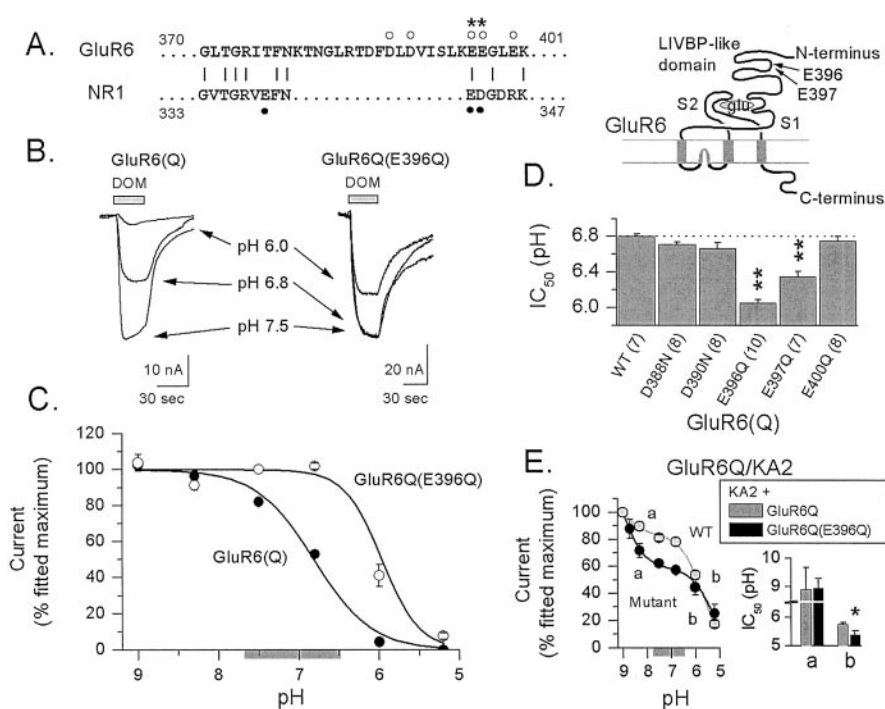 A.
370 401
GluR6 GLTGRITFNKTNGLRTDFDLDVISLKEEGLEK
**
NR1 GVTGRVEFN EDGDRK
333 347
LIVBP-like
domain
N-terminus
E396
E397
S2
glu
S1
GluR6
C-terminus
B.
GluR6(Q)
DOM
GluR6Q(E396Q)
DOM
pH 6.0
pH 6.8
pH 7.5
10 nA
30 sec
20 nA
30 sec
D.
IC50 (pH)
6.8
6.4
6.0
**
**
WT (7)
D388N (8)
D390N (8)
E396Q (10)
E397Q (7)
E400Q (8)
GluR6(Q)
C.
Current
(% fitted maximum)
120
100
80
60
40
20
0
GluR6Q(E396Q)
GluR6(Q)
9 8 7 6 5
pH
E.
GluR6Q/KA2
Current
(% fitted maximum)
100
80
60
40
20
0
a
WT
a
b
Mutant
b
9 8 7 6 5
pH
KA2 +
GluR6Q
GluR6Q(E396Q)
IC50 (pH)
10
9
6
5
*
a b